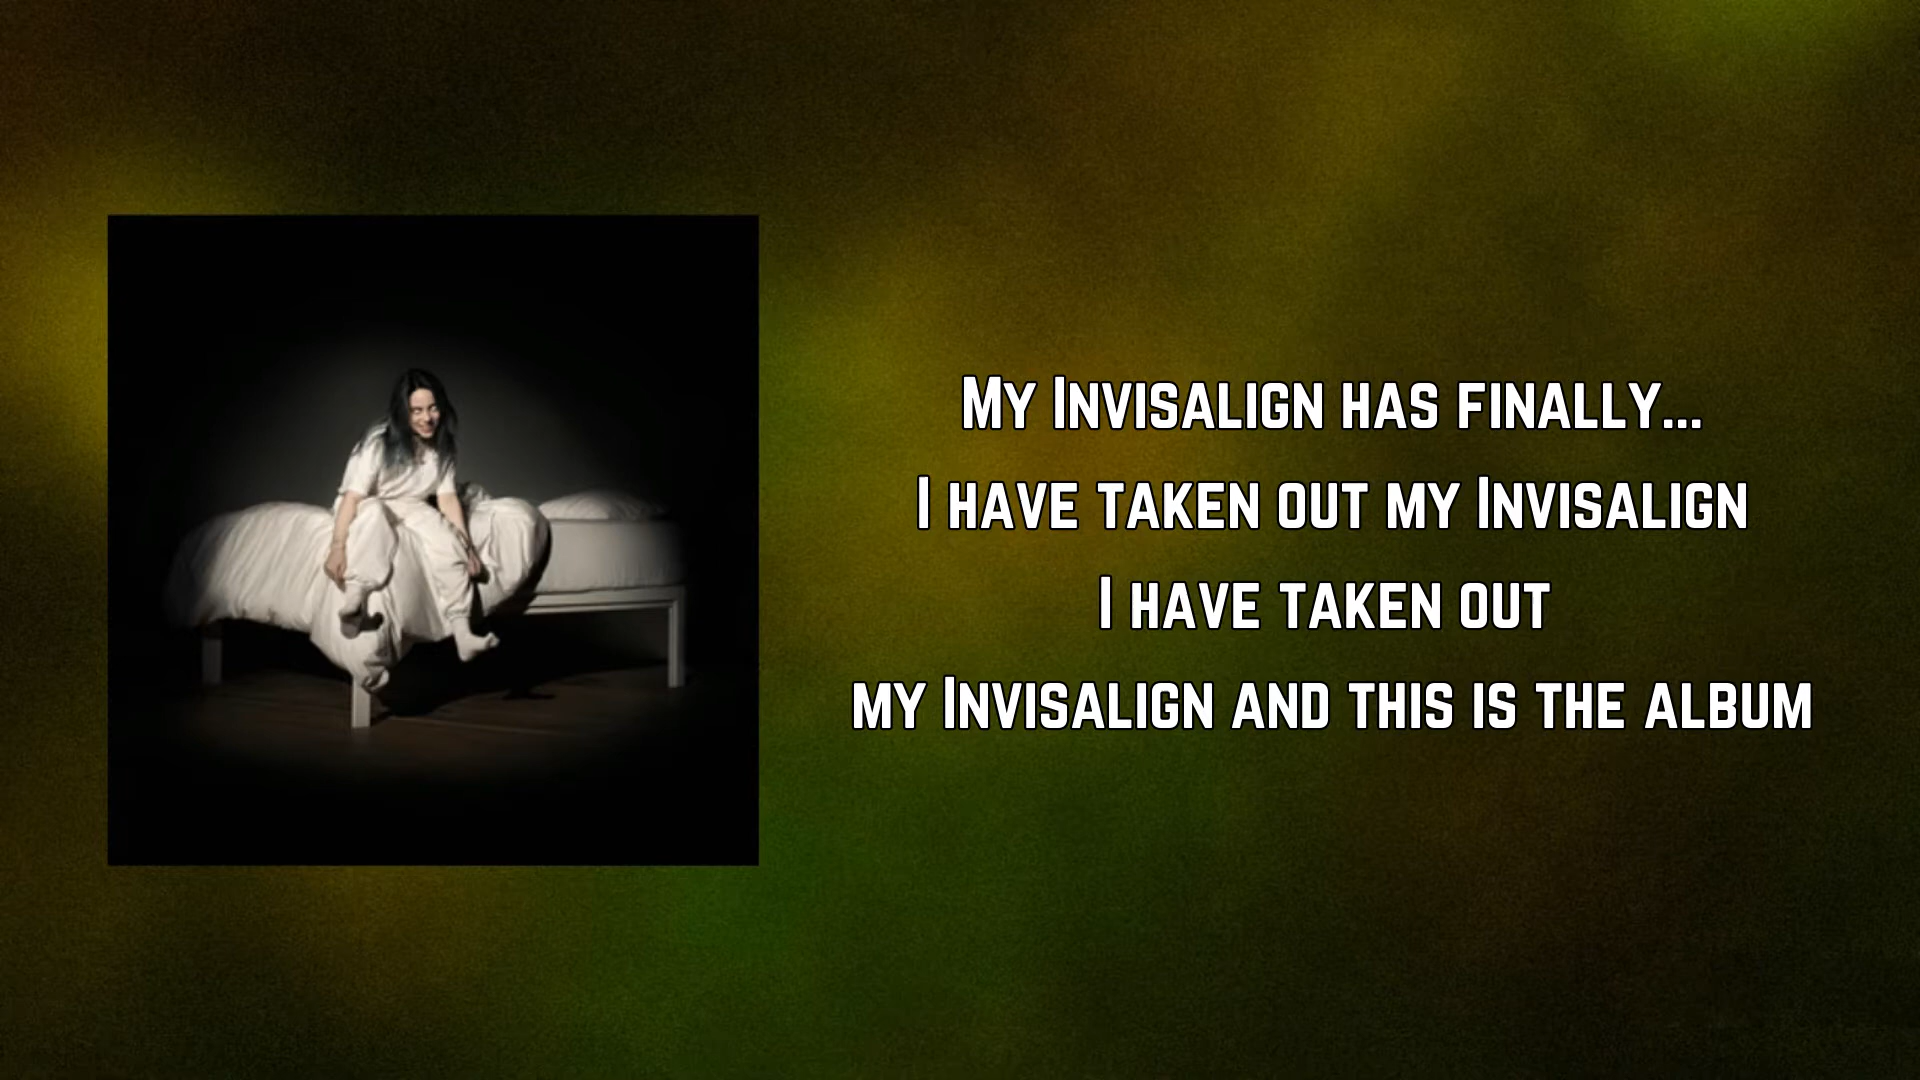 My Invisalign has finally...
I have taken out my Invisalign
I have taken out
my Invisalign and this is the album